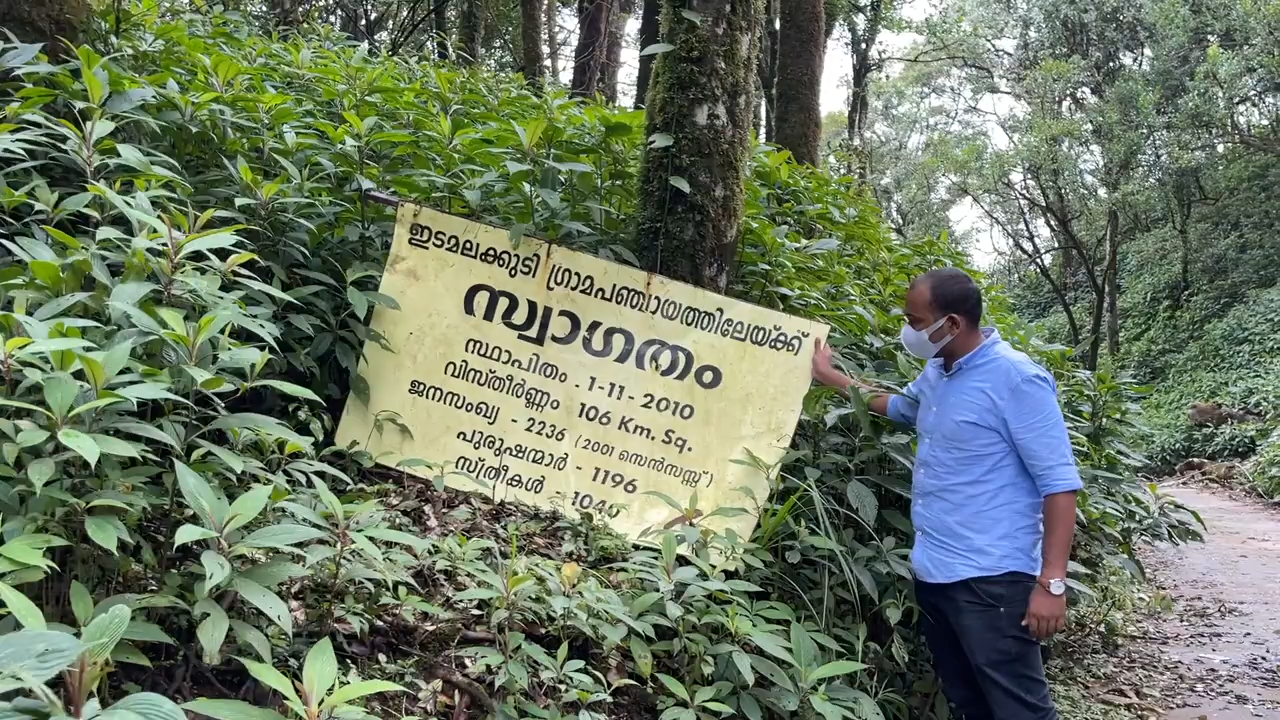 ഇടമലക്കുടി ഗ്രാമപഞ്ചായത്തിലേയ്ക്ക്
സ്വാഗതം
സ്ഥാപിതം - 1-11-2010
വിസ്തീർണ്ണം 106 Km. Sq.
ജനസംഖ്യ - 2236 (2001 സെൻസസ്സ്)
പുരുഷന്മാർ - 1196
സ്ത്രീകൾ 1040